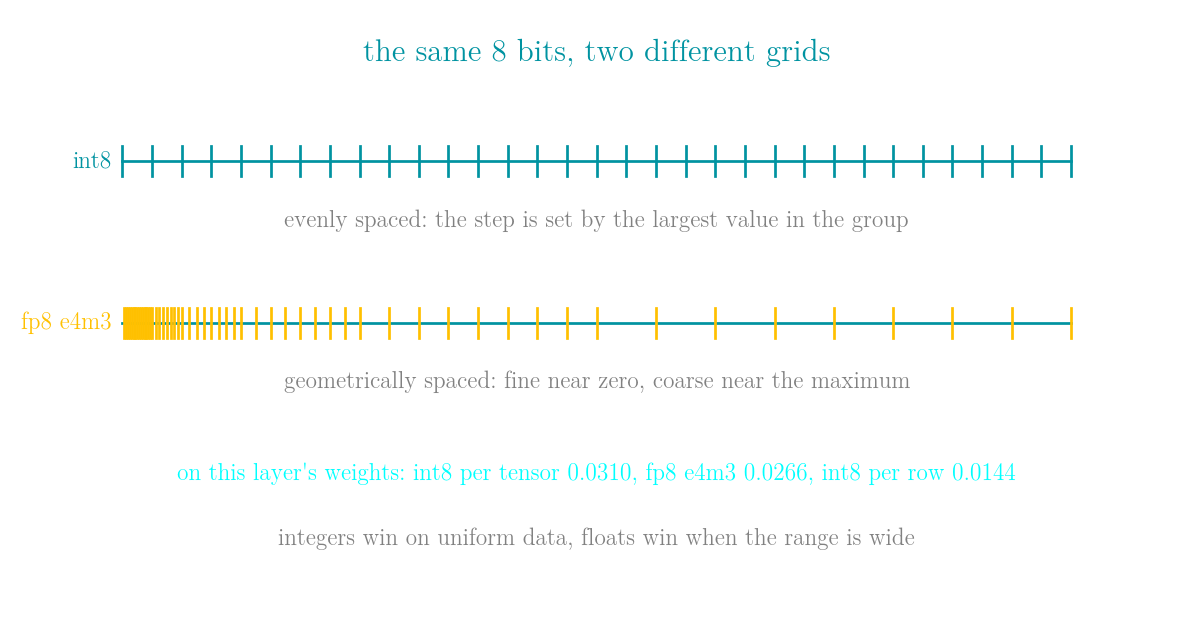 the same 8 bits, two different grids
int8
evenly spaced: the step is set by the largest value in the group
fp8 e4m3
geometrically spaced: fine near zero, coarse near the maximum
on this layer's weights: int8 per tensor 0.0310, fp8 e4m3 0.0266, int8 per row 0.0144
integers win on uniform data, floats win when the range is wide